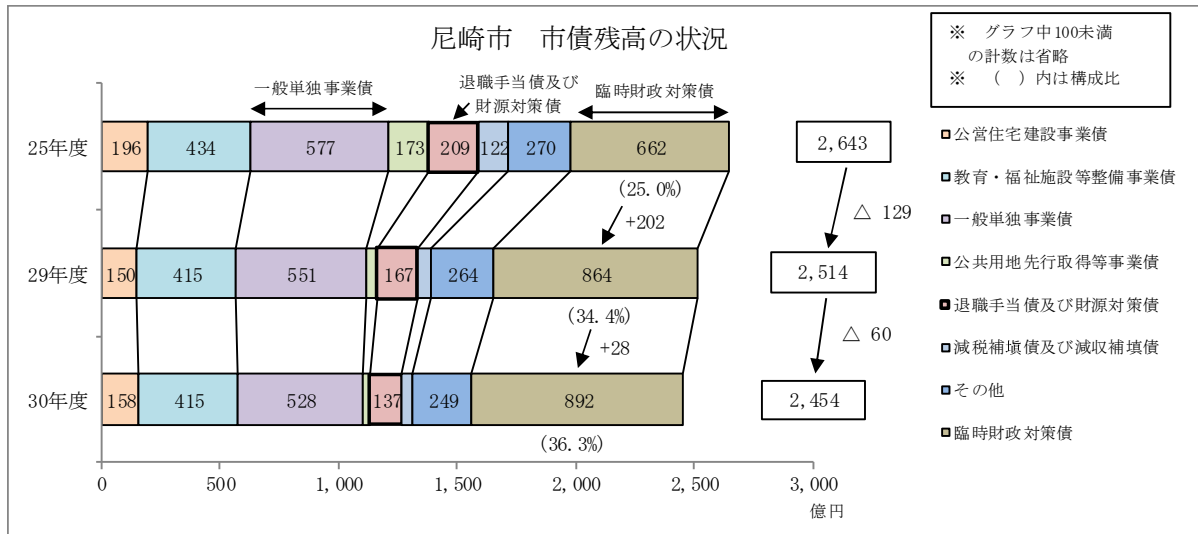 尼崎市　市債残高の状況
※　グラフ中100未満
の計数は省略
※　（　）内は構成比
一般単独事業債
退職手当債及び
財源対策債
臨時財政対策債
25年度
196 434 577 173 209 122 270 662
2,643
(25.0%)
+202
△ 129
29年度
150 415 551 167 264 864
2,514
(34.4%)
+28
△ 60
30年度
158 415 528 137 249 892
2,454
(36.3%)
0 500 1,000 1,500 2,000 2,500 3,000
億円
公営住宅建設事業債
教育・福祉施設等整備事業債
一般単独事業債
公共用地先行取得等事業債
退職手当債及び財源対策債
減税補塡債及び減収補填債
その他
臨時財政対策債